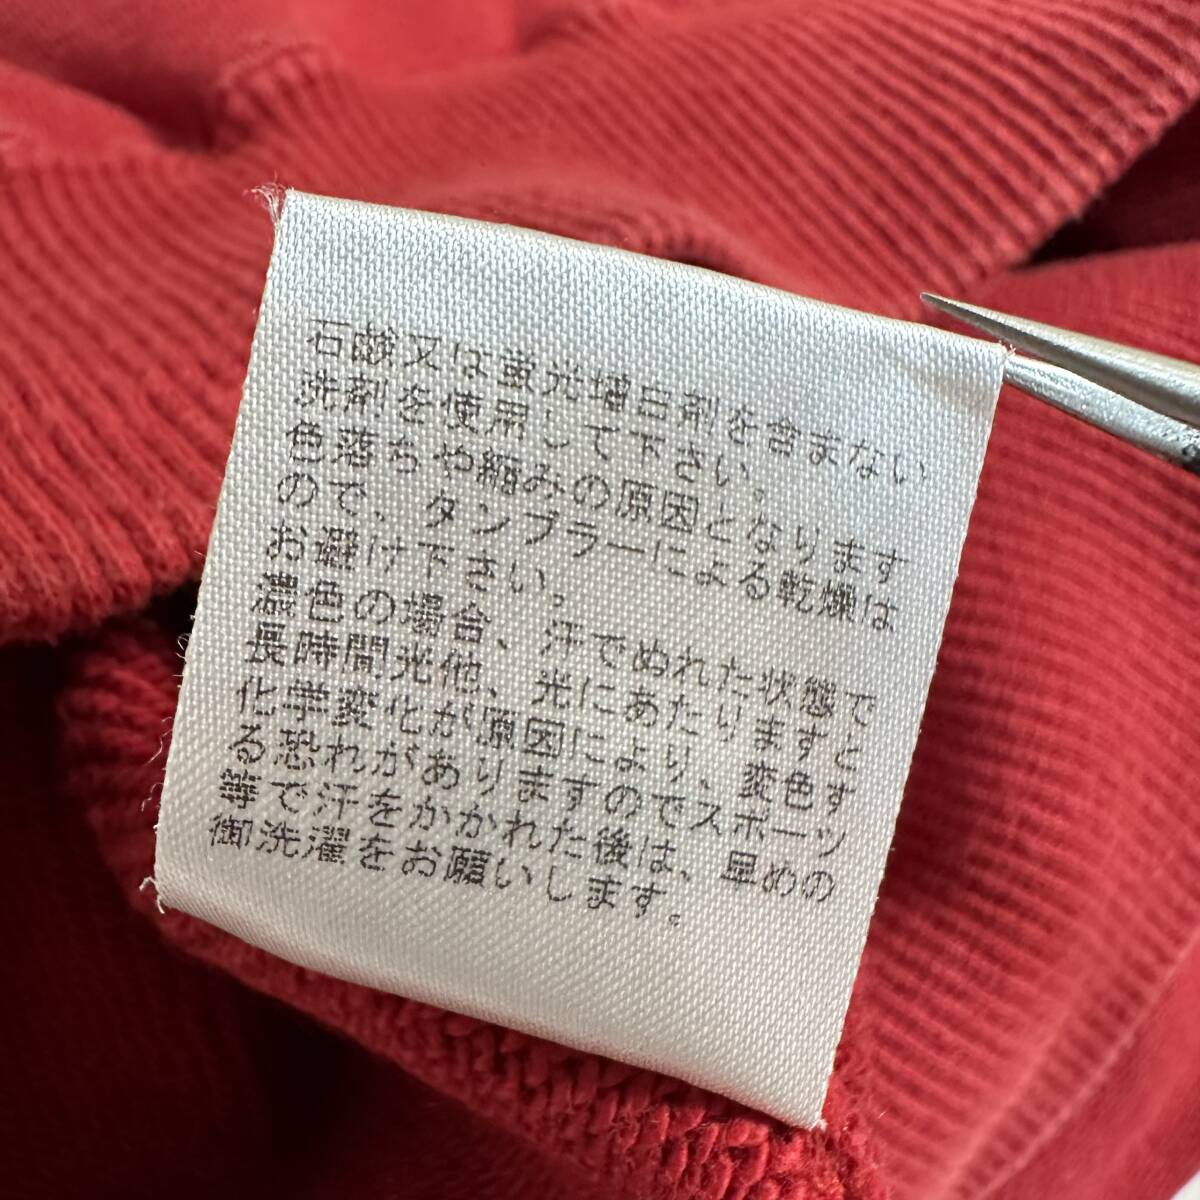 石鹸又は蛍光増白剤を含まない
洗剤を使用して下さい。
色落ちや縮みの原因となります
ので、タンブラーによる乾燥は
お避け下さい。
濃色の場合、汗でぬれた状態で
長時間光他、光にあたりますと
化学変化が原因により、変色す
る恐れがありますのでスポーツ
等で汗をかかれた後は、早めの
御洗濯をお願いします。